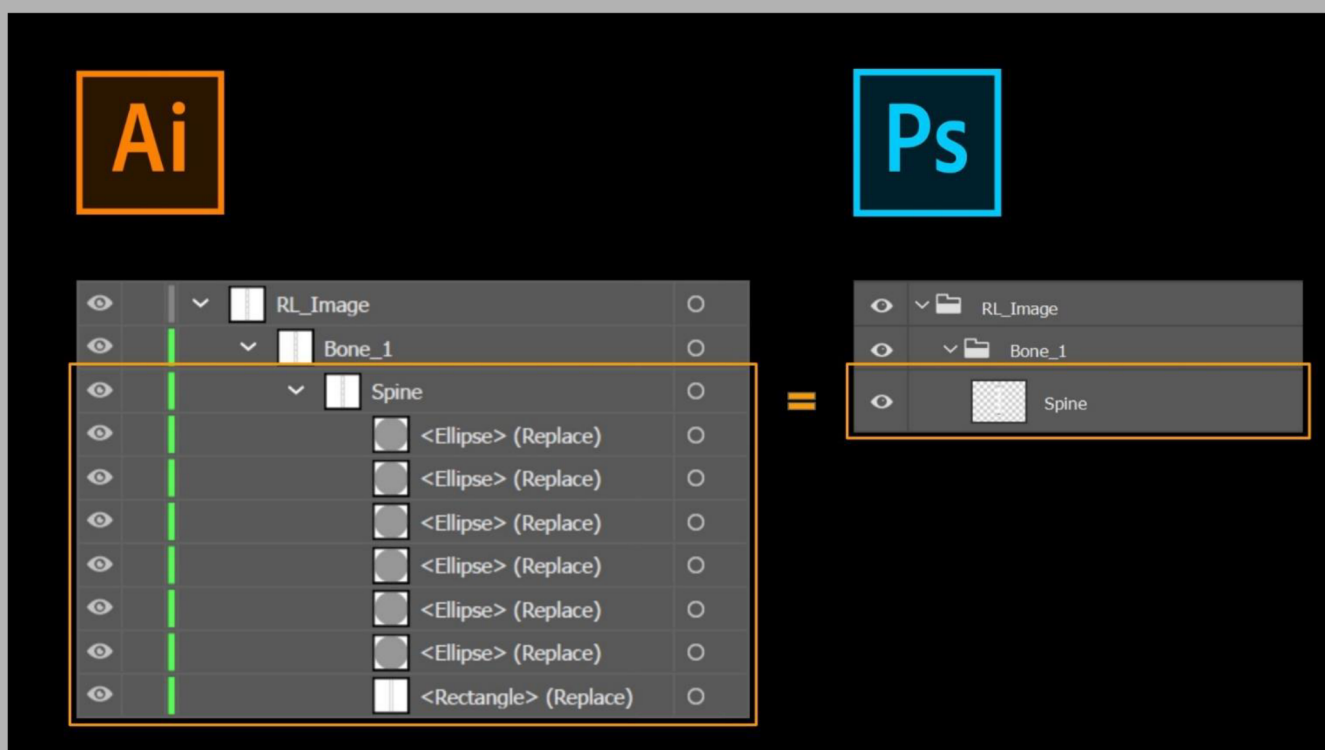 Ai
Ps
RL_Image
Bone_1
Spine
<Ellipse> (Replace)
<Ellipse> (Replace)
<Ellipse> (Replace)
<Ellipse> (Replace)
<Ellipse> (Replace)
<Ellipse> (Replace)
<Rectangle> (Replace)
=
RL_Image
Bone_1
Spine